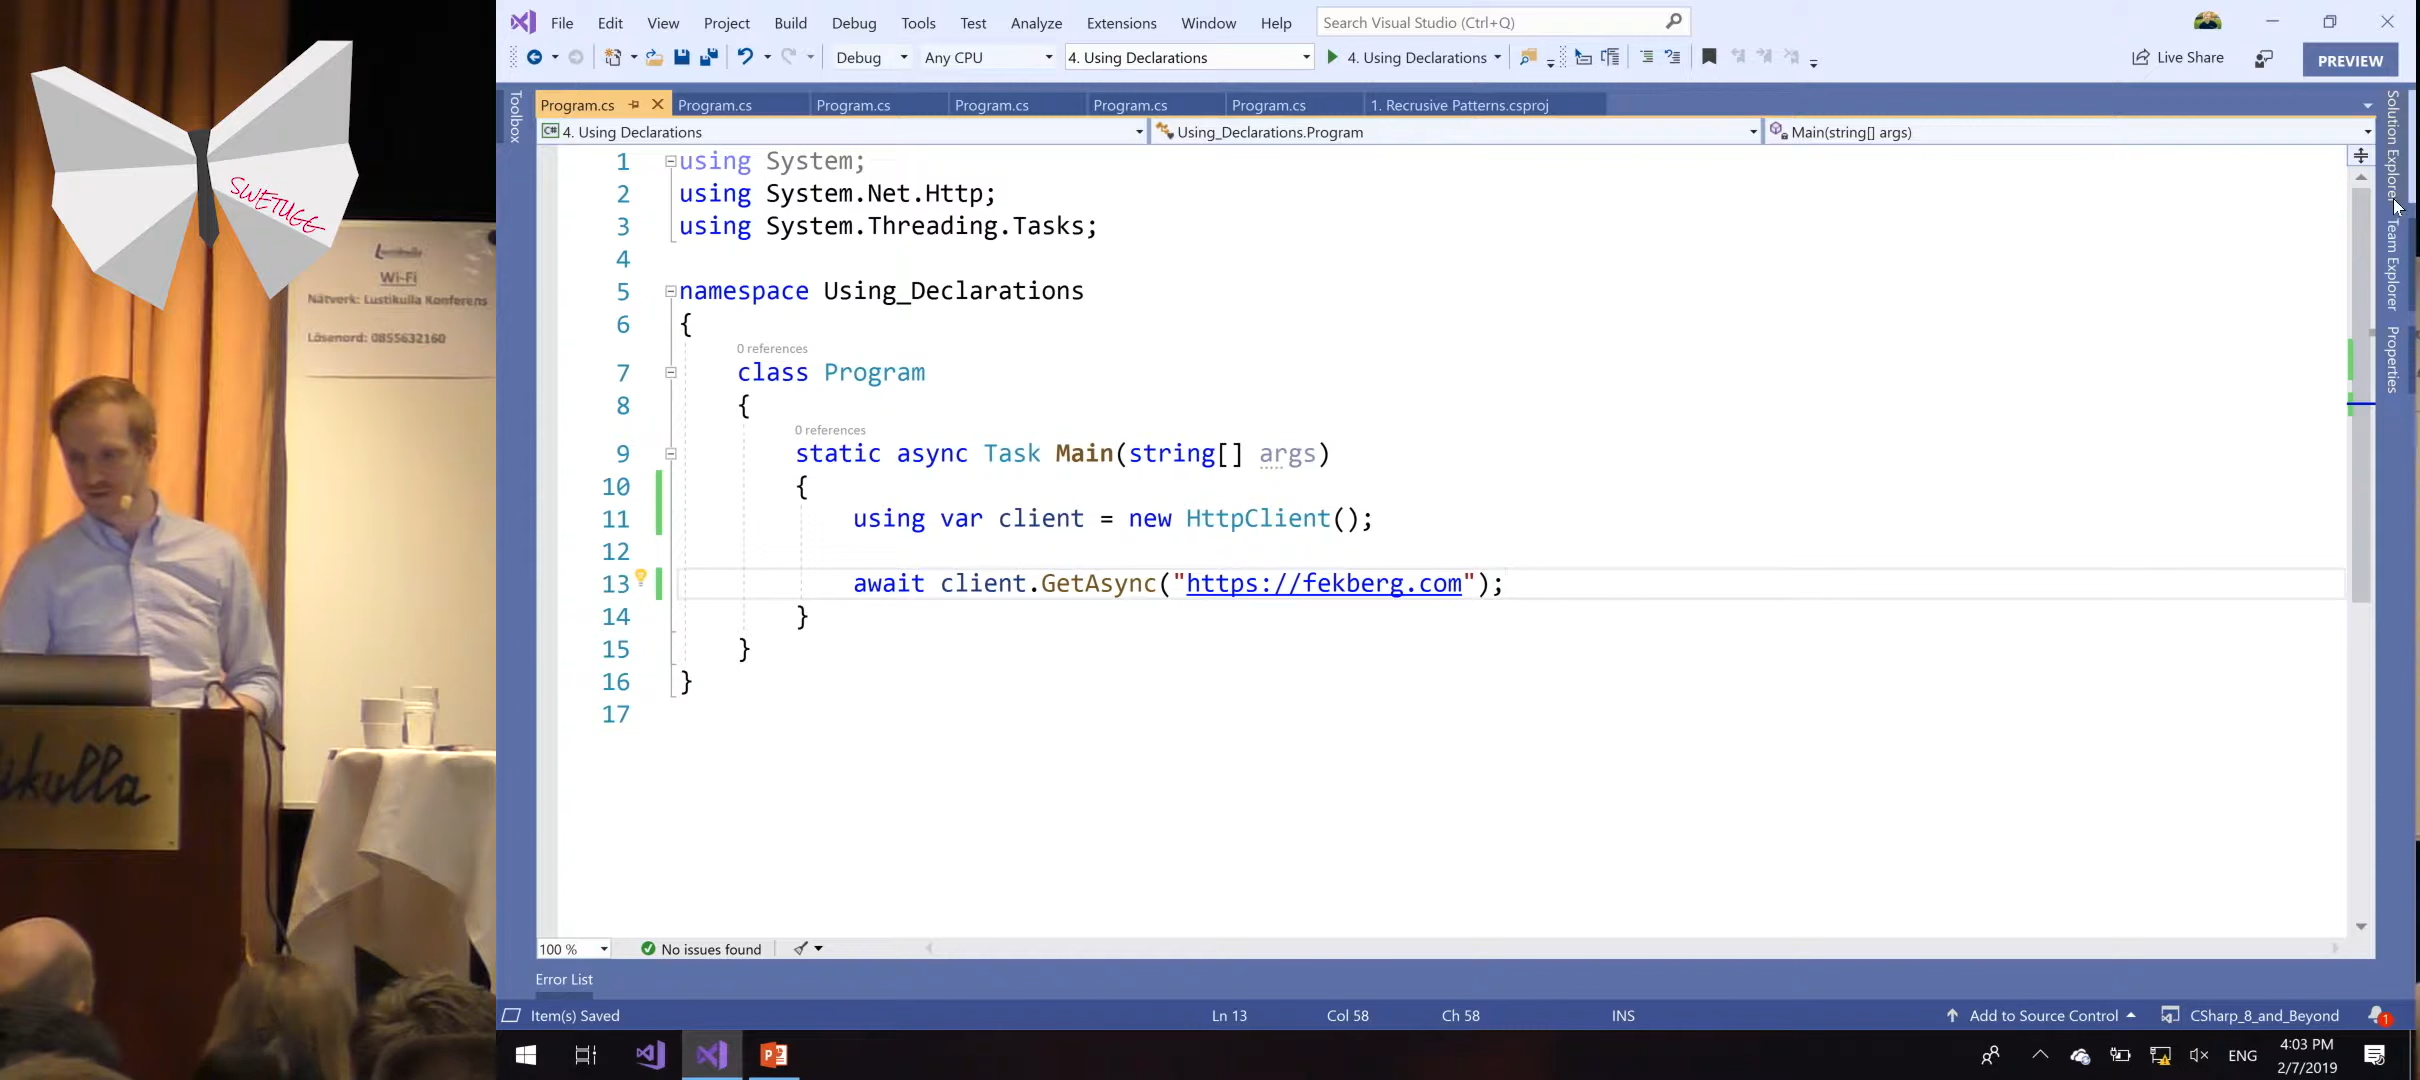 SWETUGG
Lustikulla
Wi-Fi
Nätverk: Lustikulla Konferens
Lösenord: 0855632160
File Edit View Project Build Debug Tools Test Analyze Extensions Window Help Search Visual Studio (Ctrl+Q)
Debug Any CPU 4. Using Declarations 4. Using Declarations Live Share PREVIEW
Toolbox
Program.cs Program.cs Program.cs Program.cs Program.cs Program.cs 1. Recrusive Patterns.csproj
C# 4. Using Declarations Using_Declarations.Program Main(string[] args)
1 using System;
2 using System.Net.Http;
3 using System.Threading.Tasks;
4
5 namespace Using_Declarations
6 {
0 references
7 class Program
8 {
0 references
9 static async Task Main(string[] args)
10 {
11 using var client = new HttpClient();
12
13 await client.GetAsync("https://fekberg.com");
14 }
15 }
16 }
17
Solution Explorer
Team Explorer
Properties
100 % No issues found
Error List
Item(s) Saved Ln 13 Col 58 Ch 58 INS Add to Source Control CSharp_8_and_Beyond 1
ENG 4:03 PM
2/7/2019